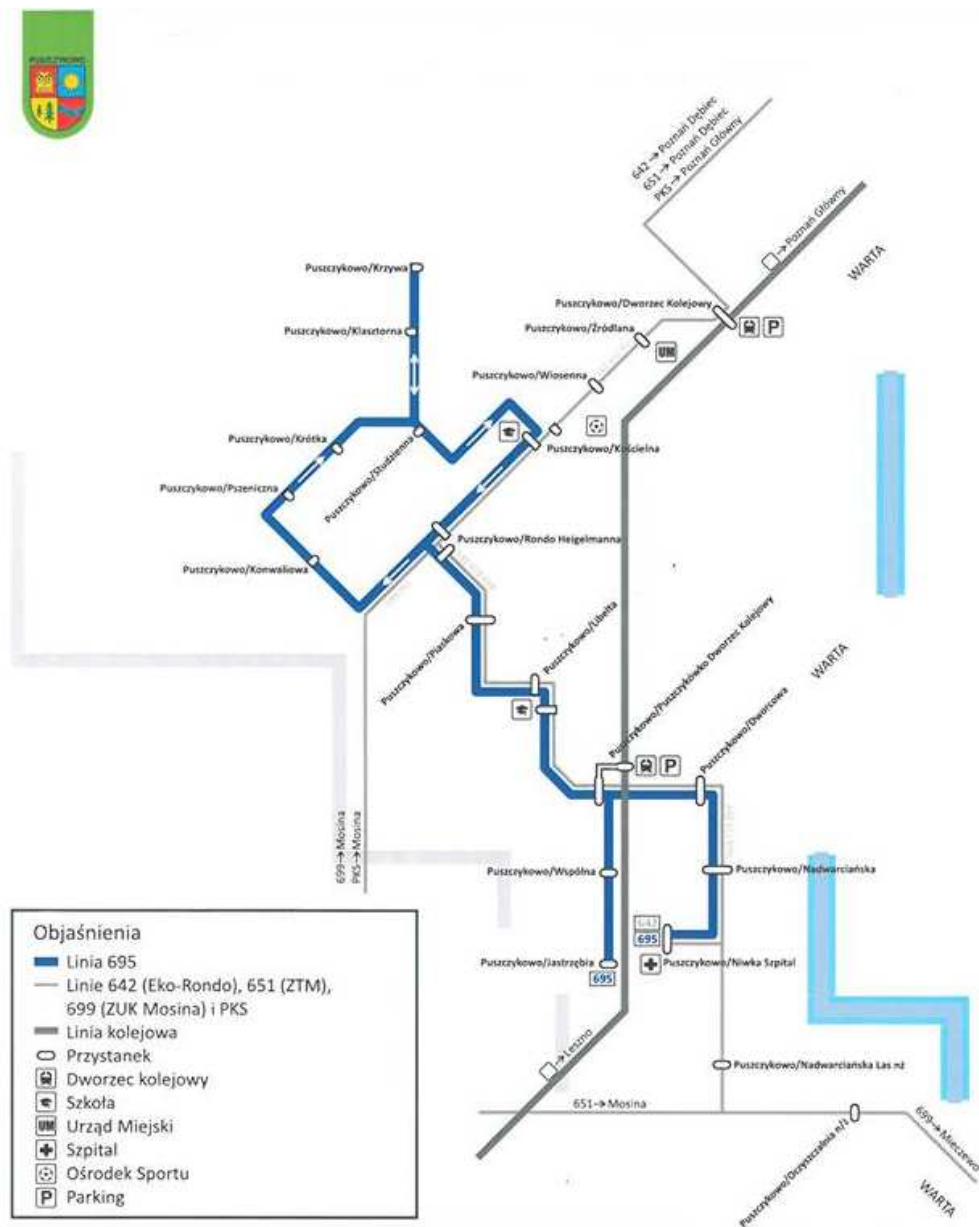 PUSZCZYKOWO
642→Poznań Dębiec
651→Poznań Dębiec
PKS→Poznań Główny
→Poznań Główny
WARTA
Puszczykowo/Krzywa
Puszczykowo/Dworzec Kolejowy
P
Puszczykowo/Klasztorna
Puszczykowo/Źródlana
UM
Puszczykowo/Wiosenna
Puszczykowo/Krótka
Puszczykowo/Studzienna
Puszczykowo/Kościelna
Puszczykowo/Pszeniczna
Puszczykowo/Rondo Heigelmanna
Puszczykowo/Konwaliowa
Puszczykowo/Piaskowa
Puszczykowo/Libelta
Puszczykowo/Puszczykówko Dworzec Kolejowy
P
Puszczykowo/Dworcowa
WARTA
699→Mosina
PKS→Mosina
Puszczykowo/Wspólna
Puszczykowo/Nadwarciańska
642
695
Puszczykowo/Jastrzębia
Puszczykowo/Niwka Szpital
695
→Leszno
Puszczykowo/Nadwarciańska Las nż
651→Mosina
Puszczykowo/Oczyszczalnia n/ż
699→Mieczewo
WARTA
Objaśnienia
Linia 695
Linie 642 (Eko-Rondo), 651 (ZTM),
699 (ZUK Mosina) i PKS
Linia kolejowa
Przystanek
Dworzec kolejowy
Szkoła
UM Urząd Miejski
Szpital
Ośrodek Sportu
P Parking